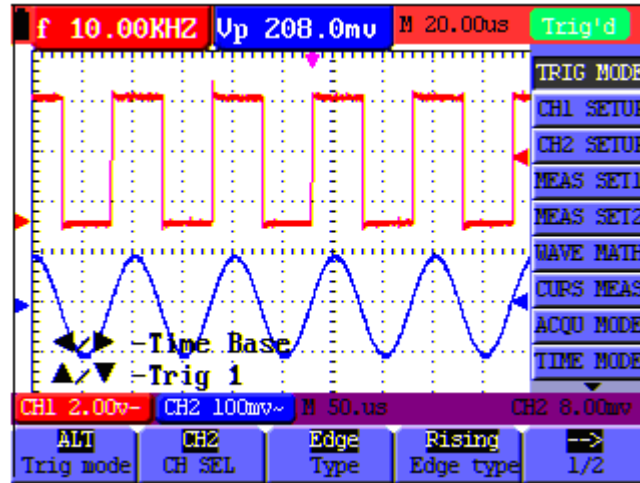 f 10.00KHZ Vp 208.0mv M 20.00us Trig'd
TRIG MODE
CH1 SETUP
CH2 SETUP
MEAS SET1
MEAS SET2
WAVE MATH
CURS MEAS
ACQU MODE
TIME MODE
◀/▶ -Time Base
▲/▼ -Trig 1
CH1 2.00v- CH2 100mv~ M 50.us CH2 8.00mv
ALT CH2 Edge Rising -->
Trig mode CH SEL Type Edge type 1/2